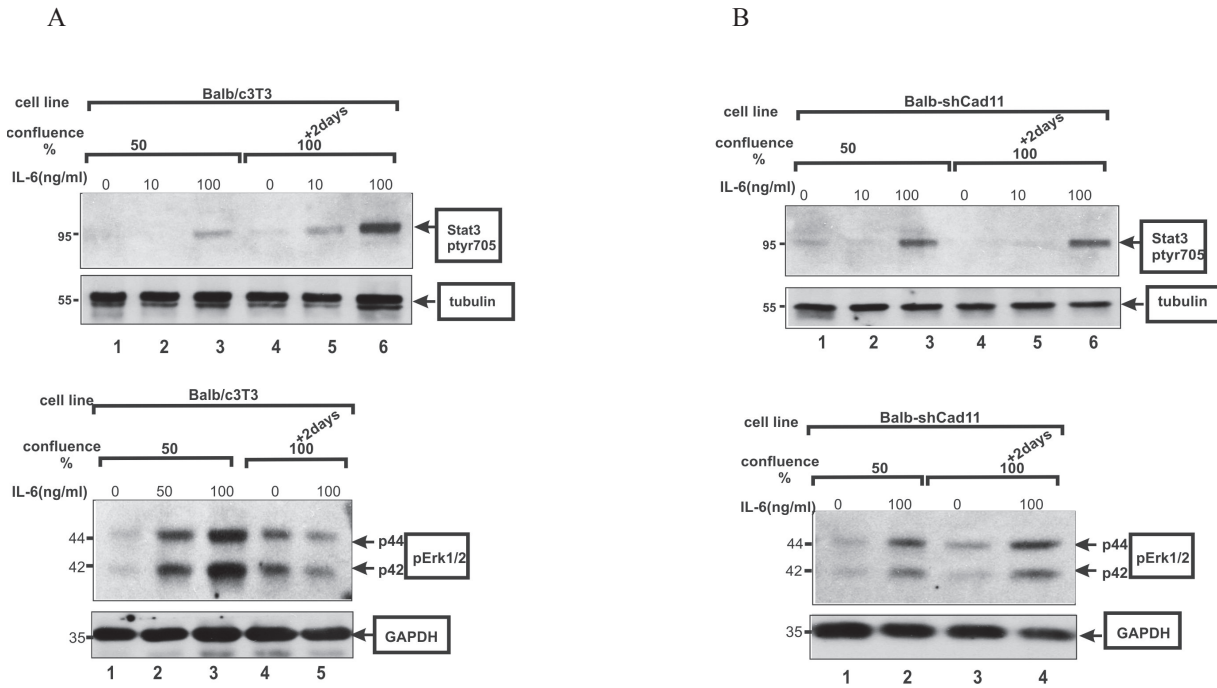 A
cell line
Balb/c3T3
confluence
%
50
100
+2days
IL-6(ng/ml)
0
10
100
0
10
100
95
Stat3
ptyr705
55
tubulin
1
2
3
4
5
6
cell line
Balb/c3T3
confluence
%
50
100
+2days
IL-6(ng/ml)
0
50
100
0
100
44
42
p44
p42
pErk1/2
35
GAPDH
1
2
3
4
5
B
cell line
Balb-shCad11
confluence
%
50
+2days
100
IL-6(ng/ml)
0
10
100
0
10
100
95
Stat3
ptyr705
55
tubulin
1
2
3
4
5
6
cell line
Balb-shCad11
confluence
%
50
+2days
100
IL-6(ng/ml)
0
100
0
100
44
42
p44
p42
pErk1/2
35
GAPDH
1
2
3
4